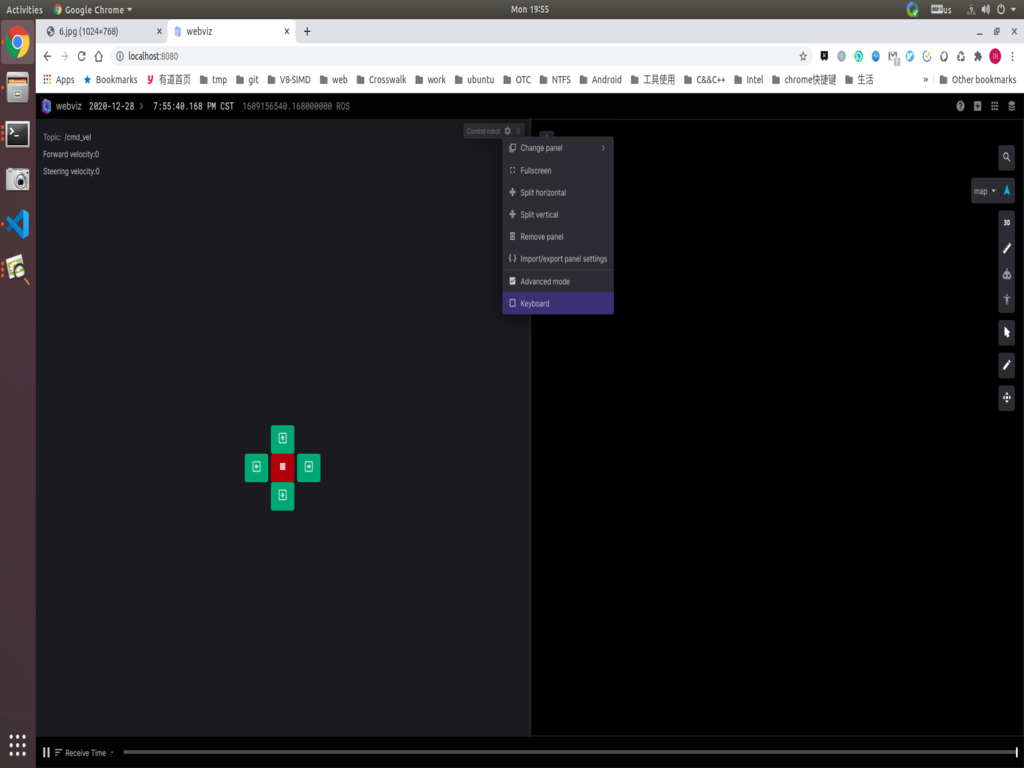 Activities Google Chrome Mon 19:55 us
6.jpg (1024×768) webviz
localhost:8080
Apps Bookmarks 有道首页 tmp git V8-SIMD web Crosswalk work ubuntu OTC NTFS Android 工具使用 C&C++ Intel chrome快捷键 生活 » Other bookmarks
webviz 2020-12-28 7:55:40.168 PM CST 1609156540.168000000 ROS
Topic: /cmd_vel
Forward velocity:0
Steering velocity:0
Control robot
Change panel
Fullscreen
Split horizontal
Split vertical
Remove panel
Import/export panel settings
Advanced mode
Keyboard
map
3D
Receive Time